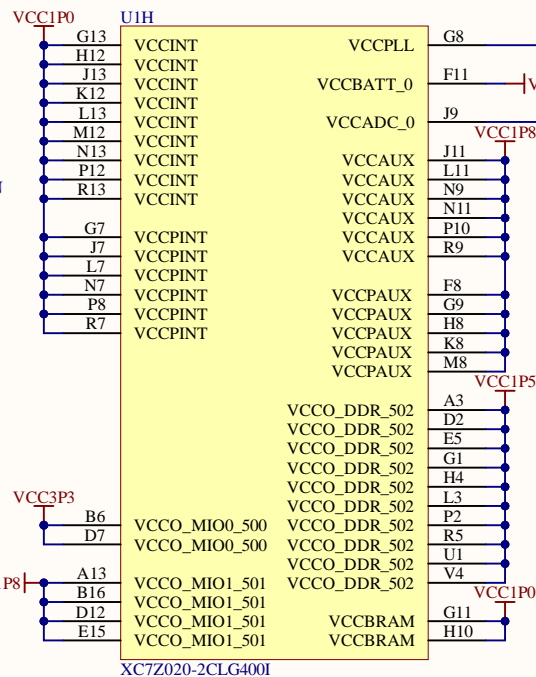 VCC1P0 U1H
G13 VCCINT VCCPLL G8
H12 VCCINT
J13 VCCINT VCCBATT_0 F11
K12 VCCINT
L13 VCCINT VCCADC_0 J9
M12 VCCINT VCC1P8
N13 VCCINT VCCAUX J11
P12 VCCINT VCCAUX L11
R13 VCCINT VCCAUX N9
VCCAUX N11
G7 VCCPINT VCCAUX P10
J7 VCCPINT VCCAUX R9
L7 VCCPINT
N7 VCCPINT VCCPAUX F8
P8 VCCPINT VCCPAUX G9
R7 VCCPINT VCCPAUX H8
VCCPAUX K8
VCCPAUX M8
VCC1P5
VCCO_DDR_502 A3
VCCO_DDR_502 D2
VCCO_DDR_502 E5
VCCO_DDR_502 G1
VCCO_DDR_502 H4
VCC3P3 VCCO_DDR_502 L3
B6 VCCO_MIO0_500 VCCO_DDR_502 P2
D7 VCCO_MIO0_500 VCCO_DDR_502 R5
VCCO_DDR_502 U1
1P8 A13 VCCO_MIO1_501 VCCO_DDR_502 V4
B16 VCCO_MIO1_501 VCC1P0
D12 VCCO_MIO1_501 VCCBRAM G11
E15 VCCO_MIO1_501 VCCBRAM H10
XC7Z020-2CLG400I